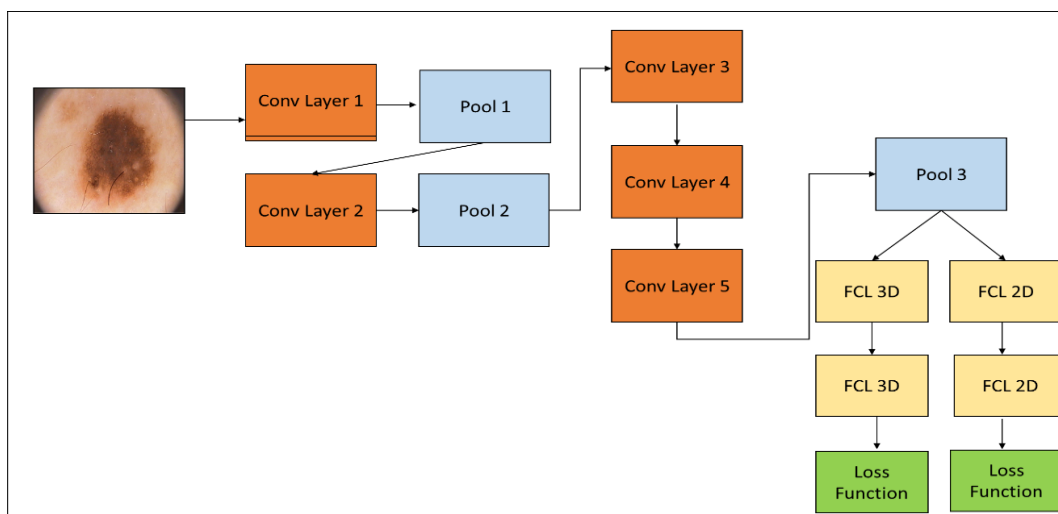 Conv Layer 1
Pool 1
Conv Layer 2
Pool 2
Conv Layer 3
Conv Layer 4
Conv Layer 5
Pool 3
FCL 3D
FCL 2D
FCL 3D
FCL 2D
Loss
Function
Loss
Function